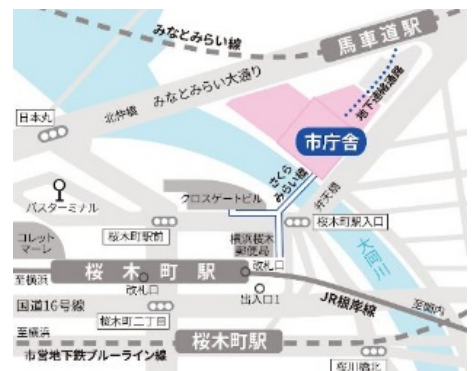 みなとみらい線
馬車道駅
みなとみらい大通り
地下連絡通路
北仲橋
日本丸
市庁舎
さくら
みらい橋
弁天橋
バスターミナル
クロスゲートビル
桜木町駅前
桜木町駅入口
コレット
マーレ
横浜桜木
郵便局
大岡川
改札口
至横浜
桜木町駅
改札口
出入口1
JR根岸線
至関内
国道16号線
桜木町二丁目
至横浜
桜木町駅
市営地下鉄ブルーライン線
桜川橋北